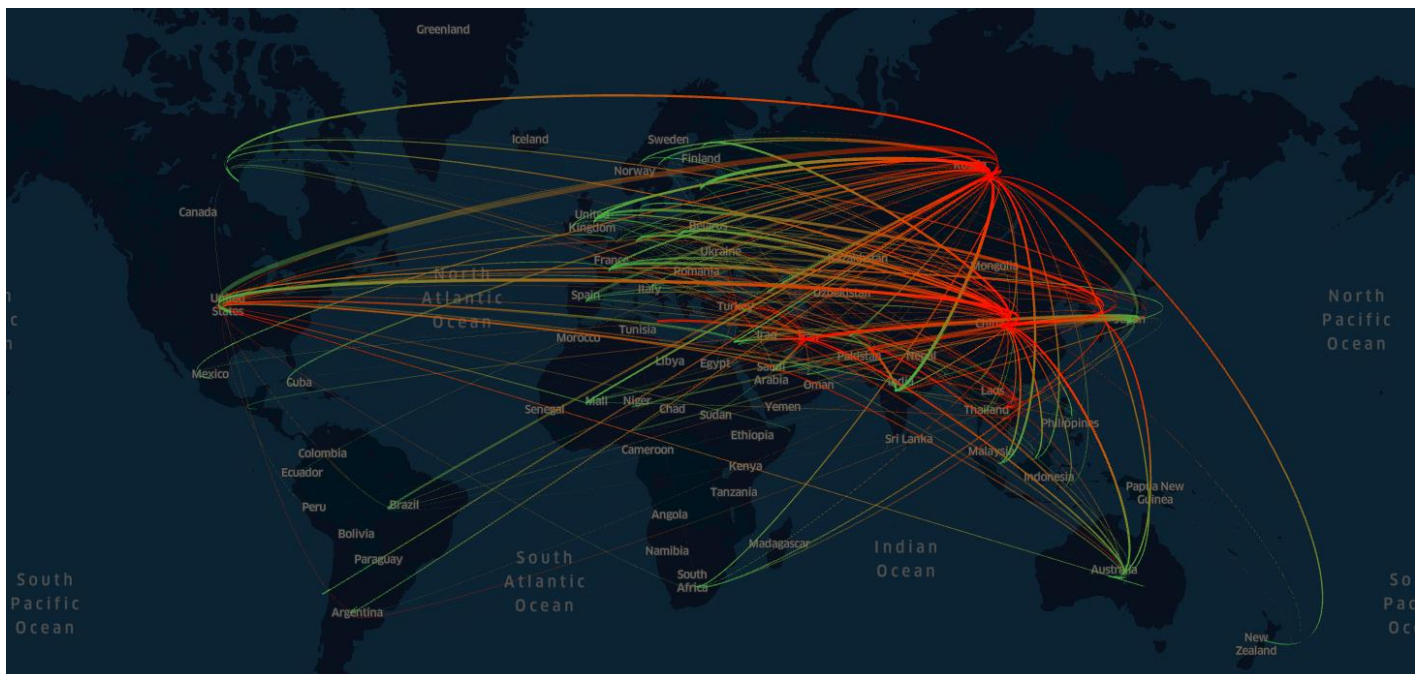 Greenland
Iceland
Sweden
Finland
Norway
Canada
United
Kingdom
Belarus
Ukraine
France
Kazakhstan
Mongolia
Romania
North
Atlantic
Ocean
Italy
Spain
Uzbekistan
North
Pacific
Ocean
United
States
Turkey
Tunisia
Morocco
Iraq
China
Libya
Egypt
Pakistan
Nepal
Saudi
Arabia
Oman
India
Mexico
Cuba
Laos
Mali
Niger
Chad
Sudan
Yemen
Senegal
Thailand
Philippines
Ethiopia
Sri Lanka
Colombia
Cameroon
Malaysia
Ecuador
Kenya
Indonesia
Tanzania
Papua New
Guinea
Peru
Brazil
Angola
Bolivia
Madagascar
Indian
Ocean
Namibia
Paraguay
South
Atlantic
Ocean
South
Africa
Australia
South
Pacific
Ocean
Argentina
New
Zealand